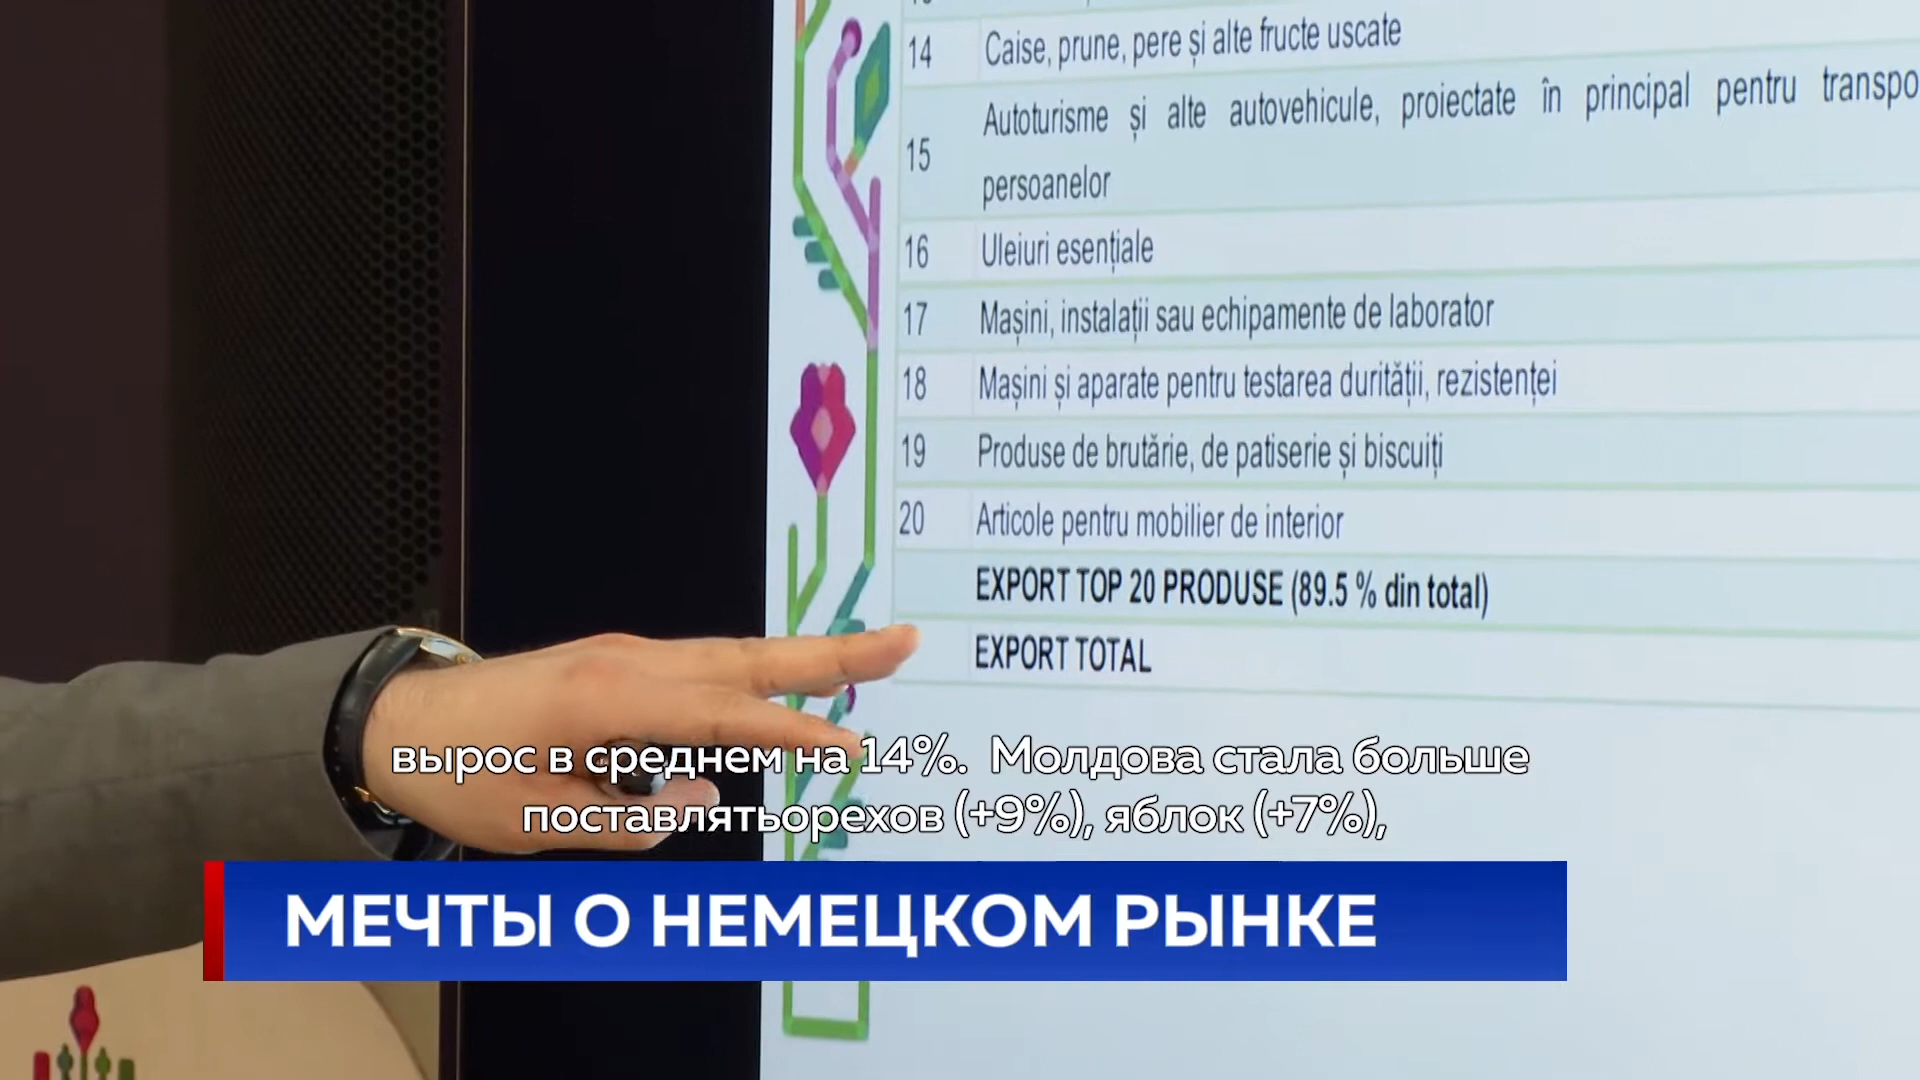 14 Caise, prune, pere și alte fructe uscate
Autoturisme și alte autovehicule, proiectate în principal pentru
15
persoanelor
16 Uleiuri esențiale
17 Mașini, instalații sau echipamente de laborator
18 Mașini și aparate pentru testarea durității, rezistenței
19 Produse de brutărie, de patiserie și biscuiți
20 Articole pentru mobilier de interior
EXPORT TOP 20 PRODUSE (89.5 % din total)
EXPORT TOTAL
вырос в среднем на 14%. Молдова стала больше
поставлятьорехов (+9%), яблок (+7%),
МЕЧТЫ О НЕМЕЦКОМ РЫНКЕ